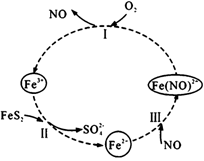 NO O₂
I
Fe³⁺ Fe(NO)²⁺
FeS₂ SO₄²⁻ III
II Fe²⁺ NO